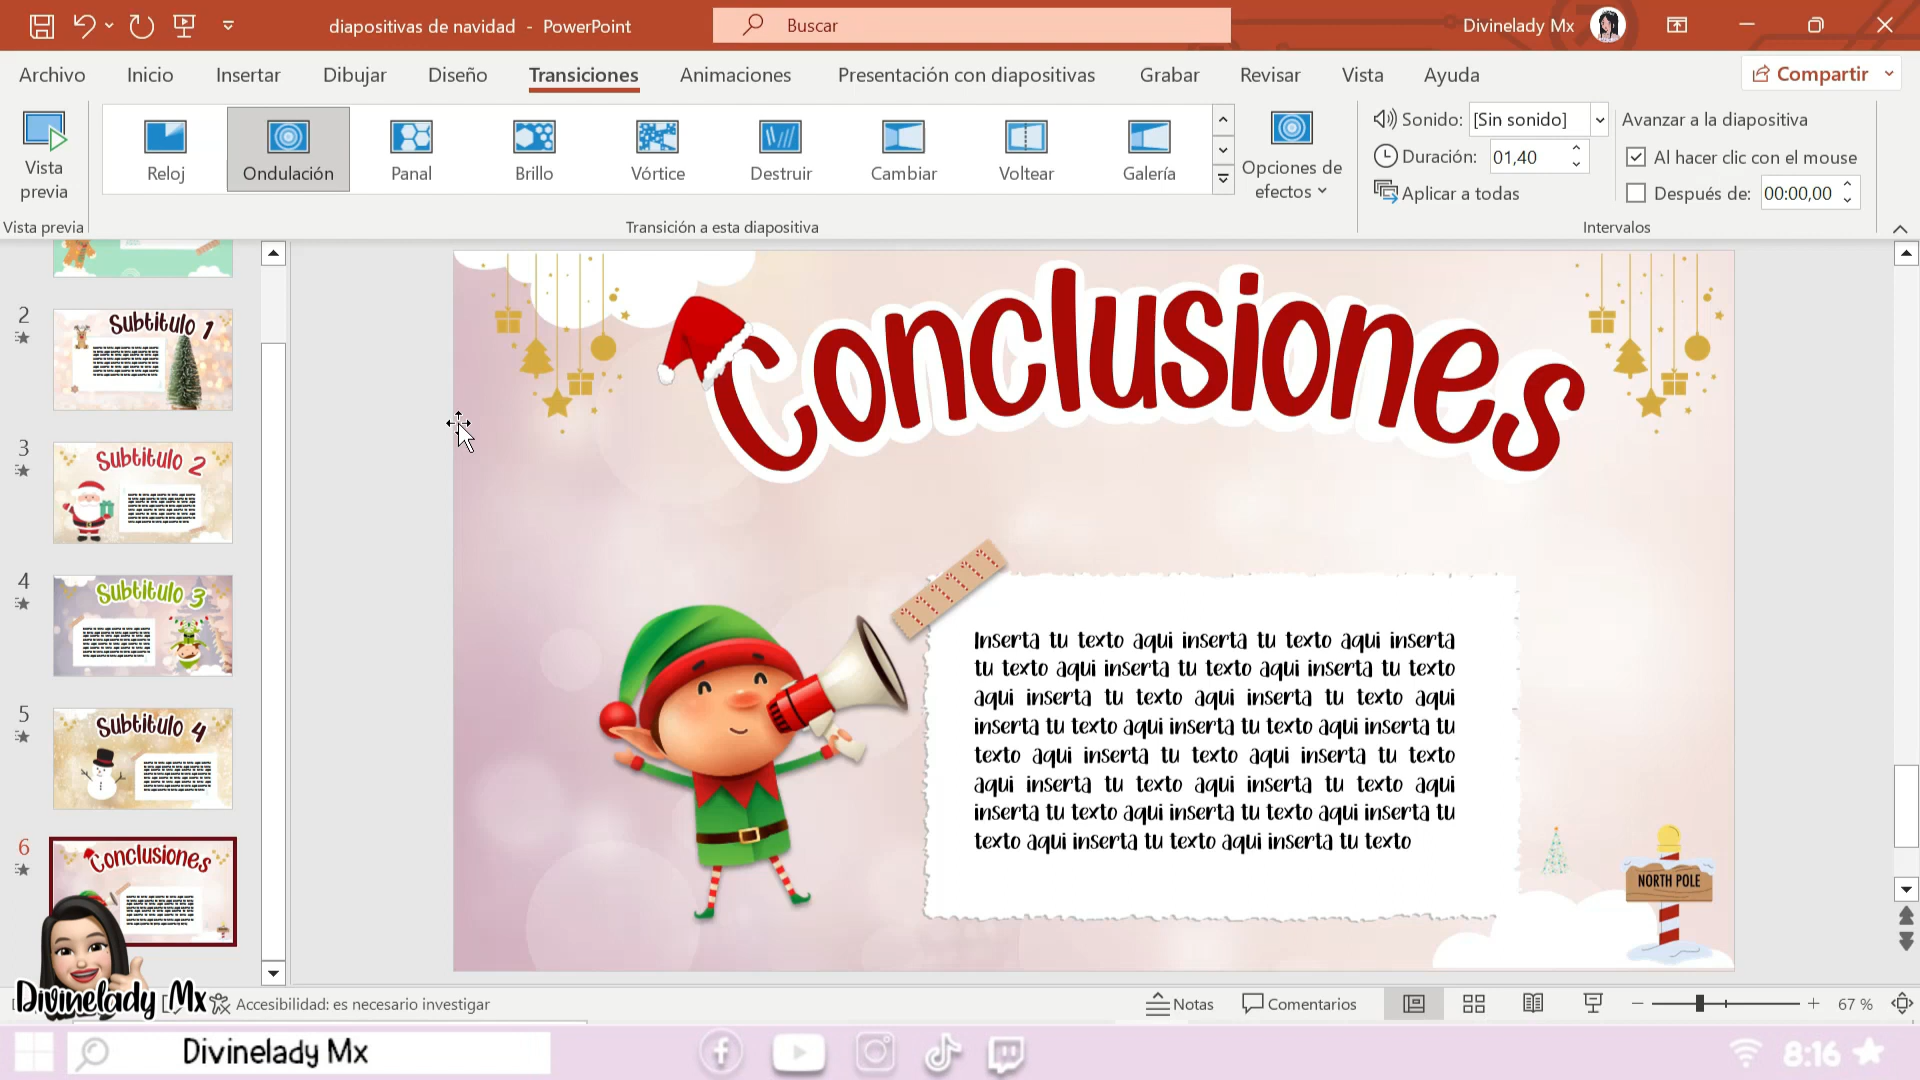 diapositivas de navidad - PowerPoint
Buscar
Divinelady Mx
Archivo
Inicio
Insertar
Dibujar
Diseño
Transiciones
Animaciones
Presentación con diapositivas
Grabar
Revisar
Vista
Ayuda
Compartir
Vista previa
Reloj
Ondulación
Panal
Brillo
Vórtice
Destruir
Cambiar
Voltear
Galería
Opciones de efectos
Sonido: [Sin sonido]
Duración: 01,40
Aplicar a todas
Avanzar a la diapositiva
Al hacer clic con el mouse
Después de: 00:00,00
Vista previa
Transición a esta diapositiva
Intervalos
2
Subtitulo 1
3
Subtitulo 2
4
Subtitulo 3
5
Subtitulo 4
6
Conclusiones
Conclusiones
Inserta tu texto aqui inserta tu texto aqui inserta
tu texto aqui inserta tu texto aqui inserta tu texto
aqui inserta tu texto aqui inserta tu texto aqui
inserta tu texto aqui inserta tu texto aqui inserta tu
texto aqui inserta tu texto aqui inserta tu texto
aqui inserta tu texto aqui inserta tu texto aqui
inserta tu texto aqui inserta tu texto aqui inserta tu
texto aqui inserta tu texto aqui inserta tu texto
NORTH POLE
Divinelady Mx
Accesibilidad: es necesario investigar
Notas
Comentarios
67 %
Divinelady Mx
8:16